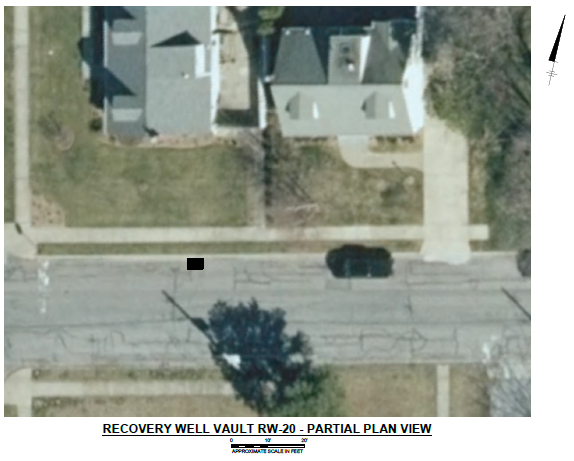 RECOVERY WELL VAULT RW-20 - PARTIAL PLAN VIEW
0 10' 20'
APPROXIMATE SCALE IN FEET